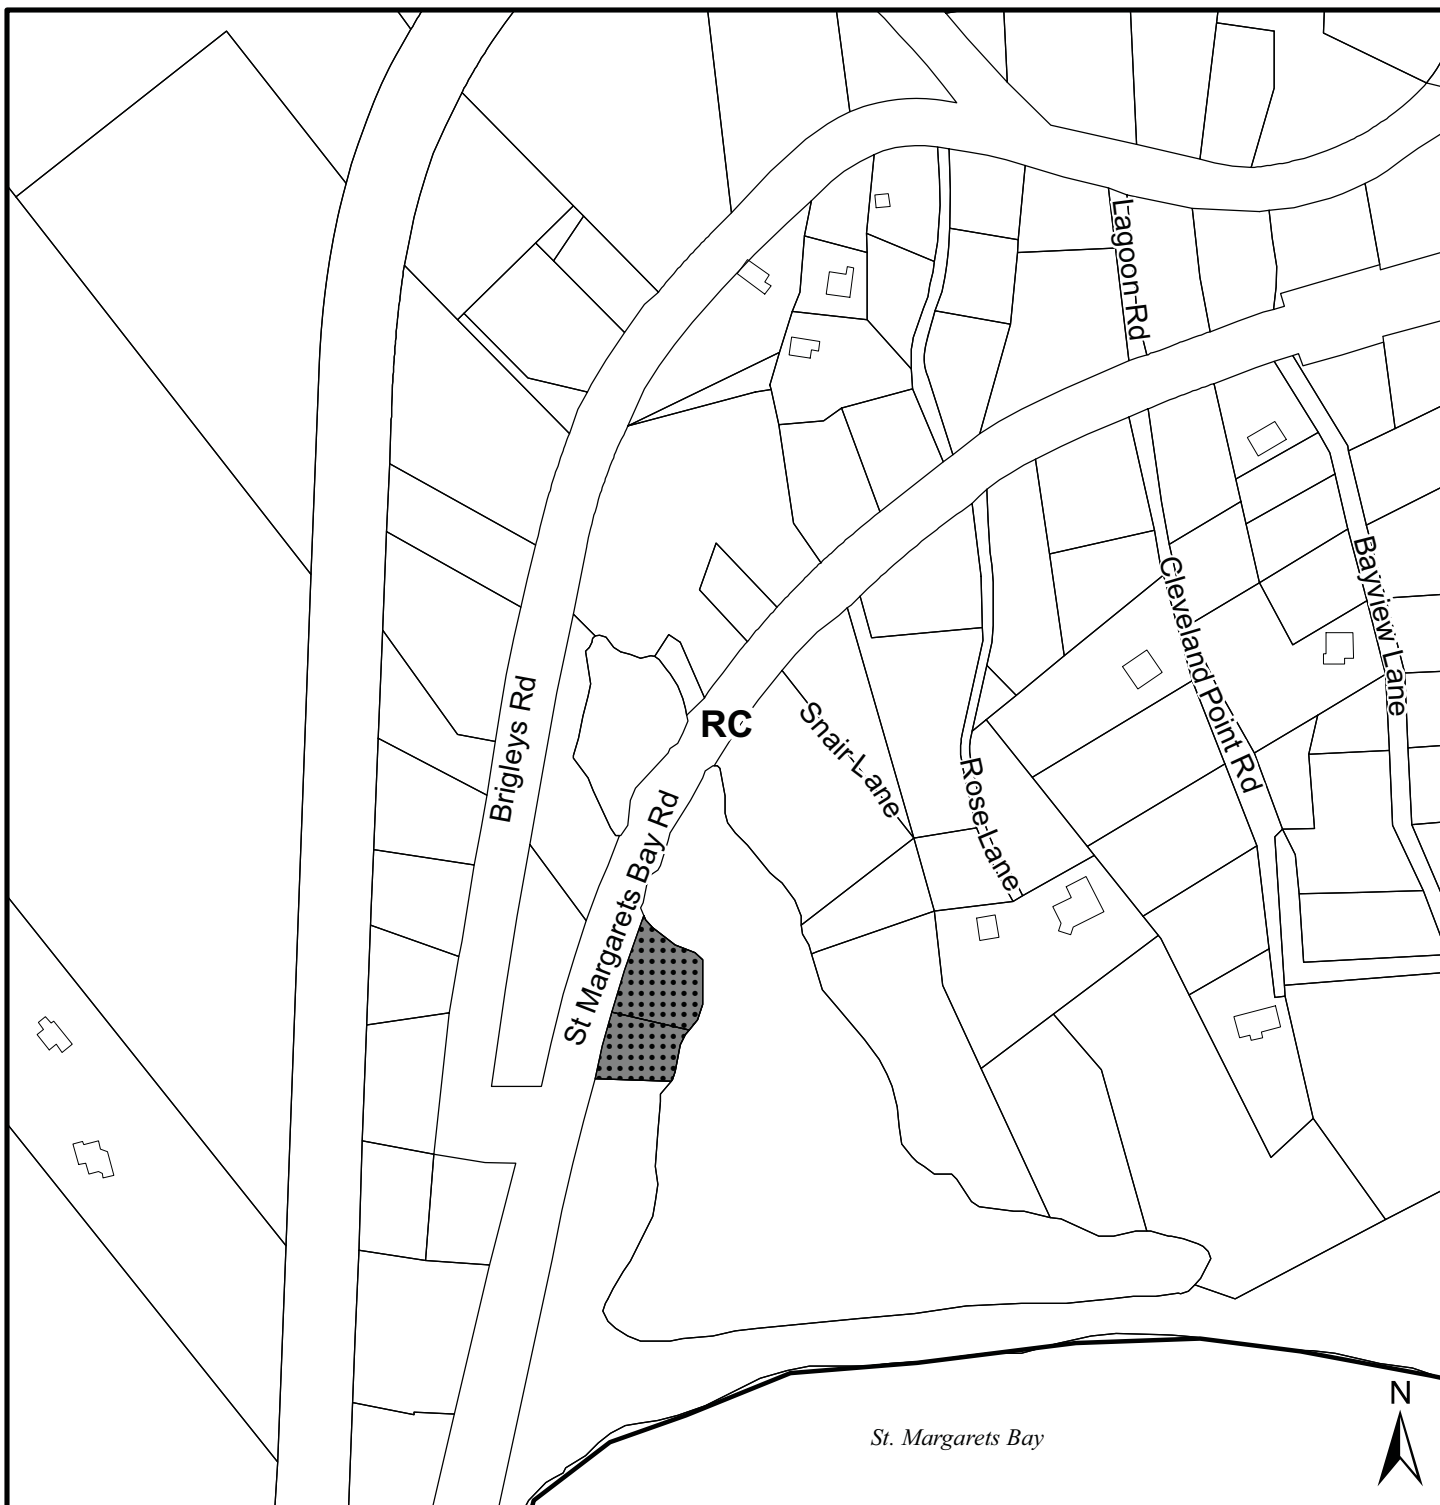 Lagoon Rd
Bayview Lane
Cleveland Point Rd
Brigleys Rd
RC
Snair Lane
Rose Lane
St Margarets Bay Rd
N
St. Margarets Bay